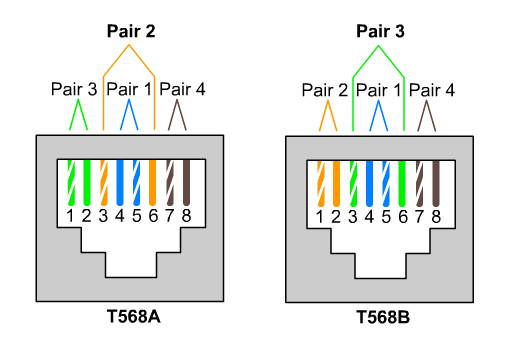 Pair 2
Pair 3 Pair 1 Pair 4
1 2 3 4 5 6 7 8
T568A
Pair 3
Pair 2 Pair 1 Pair 4
1 2 3 4 5 6 7 8
T568B